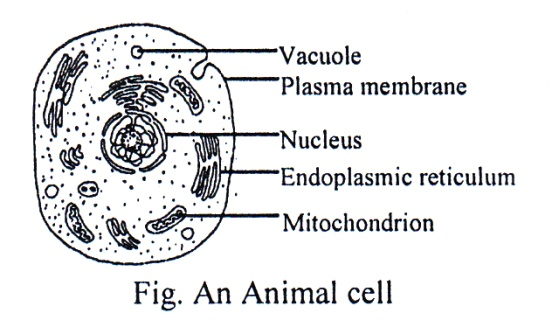 Vacuole
Plasma membrane
Nucleus
Endoplasmic reticulum
Mitochondrion
Fig. An Animal cell